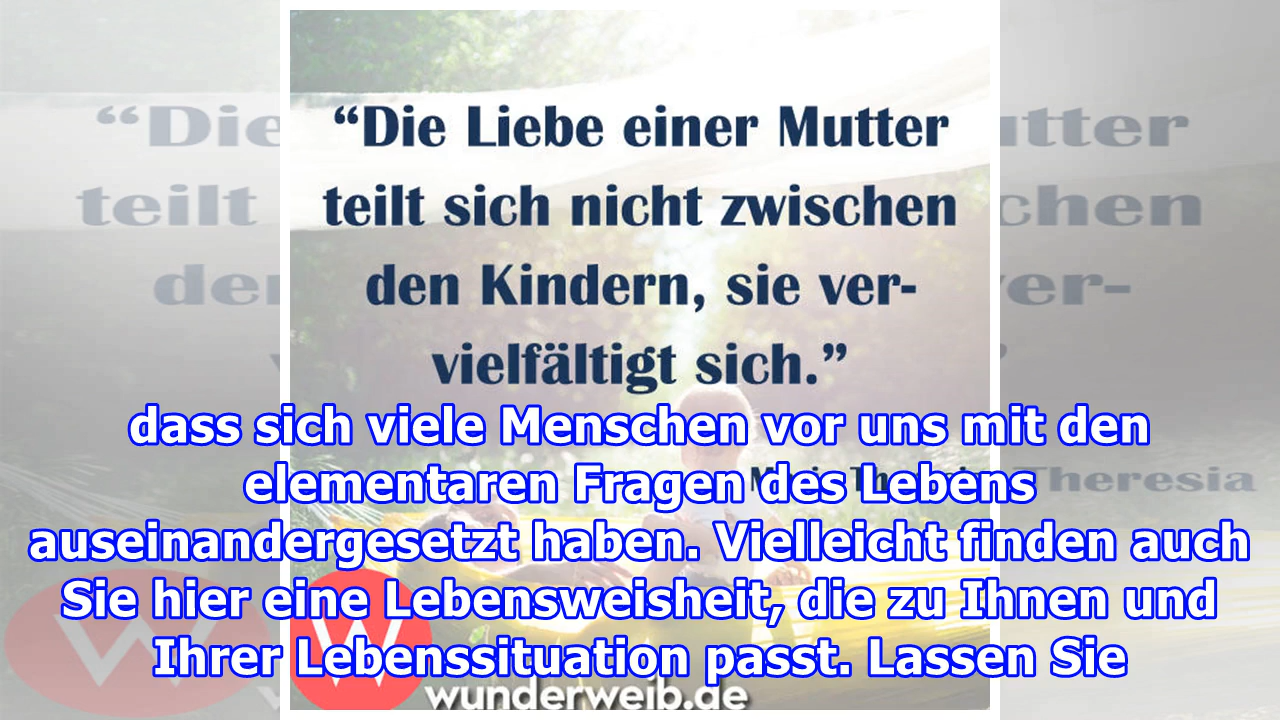 “Die Liebe einer Mutter
teilt sich nicht zwischen
den Kindern, sie ver-
vielfältigt sich.”
dass sich viele Menschen vor uns mit den
Theresia
elementaren Fragen des Lebens
auseinandergesetzt haben. Vielleicht finden auch
Sie hier eine Lebensweisheit, die zu Ihnen und
Ihrer Lebenssituation passt. Lassen Sie
W
wunderweib.de